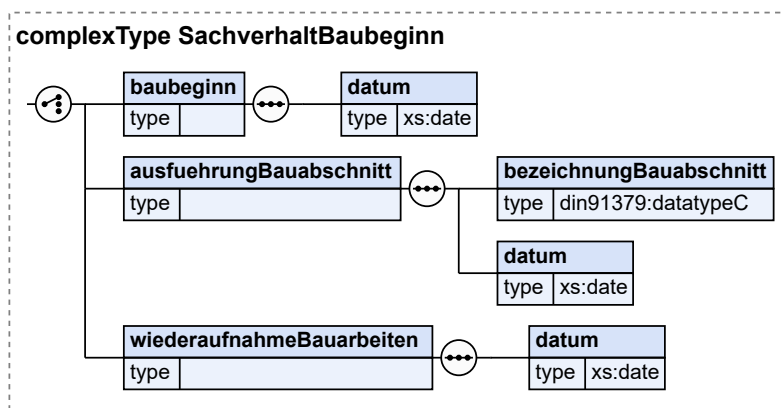 complexType SachverhaltBaubeginn
baubeginn
type
datum
type xs:date
ausfuehrungBauabschnitt
type
bezeichnungBauabschnitt
type din91379:datatypeC
datum
type xs:date
wiederaufnahmeBauarbeiten
type
datum
type xs:date